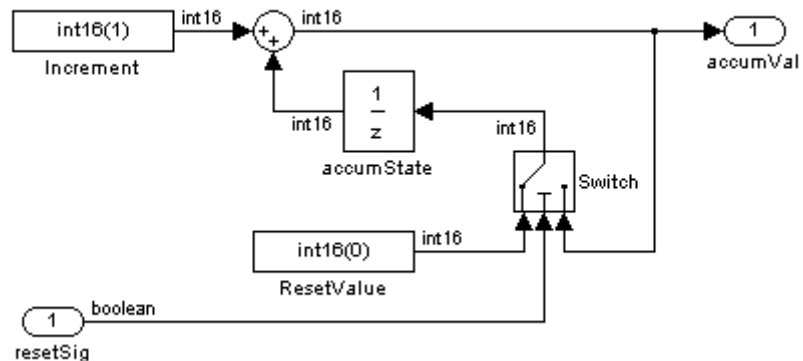 int16(1)
Increment
int16
+
+
int16
1
accumVal
int16
1
z
accumState
int16
Switch
int16(0)
ResetValue
int16
1
resetSig
boolean